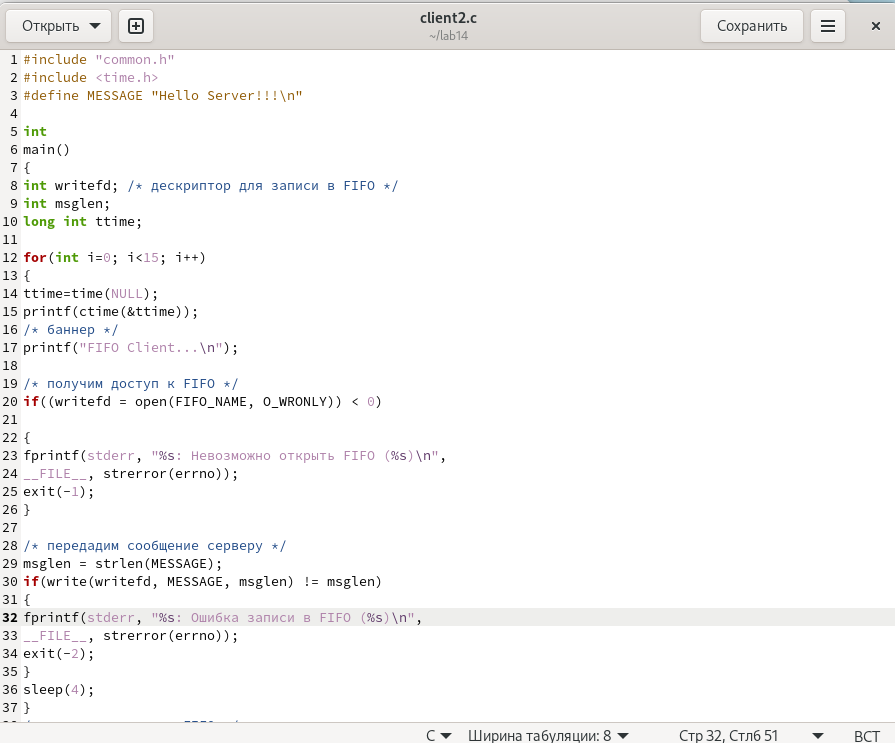 Открыть
client2.c
~/lab14
Сохранить
1 #include "common.h"
2 #include <time.h>
3 #define MESSAGE "Hello Server!!!\n"
4
5 int
6 main()
7 {
8 int writefd; /* дескриптор для записи в FIFO */
9 int msglen;
10 long int ttime;
11
12 for(int i=0; i<15; i++)
13 {
14 ttime=time(NULL);
15 printf(ctime(&ttime));
16 /* баннер */
17 printf("FIFO Client...\n");
18
19 /* получим доступ к FIFO */
20 if((writefd = open(FIFO_NAME, O_WRONLY)) < 0)
21
22 {
23 fprintf(stderr, "%s: Невозможно открыть FIFO (%s)\n",
24 __FILE__, strerror(errno));
25 exit(-1);
26 }
27
28 /* передадим сообщение серверу */
29 msglen = strlen(MESSAGE);
30 if(write(writefd, MESSAGE, msglen) != msglen)
31 {
32 fprintf(stderr, "%s: Ошибка записи в FIFO (%s)\n",
33 __FILE__, strerror(errno));
34 exit(-2);
35 }
36 sleep(4);
37 }
C Ширина табуляции: 8 Стр 32, Стлб 51 ВСТ